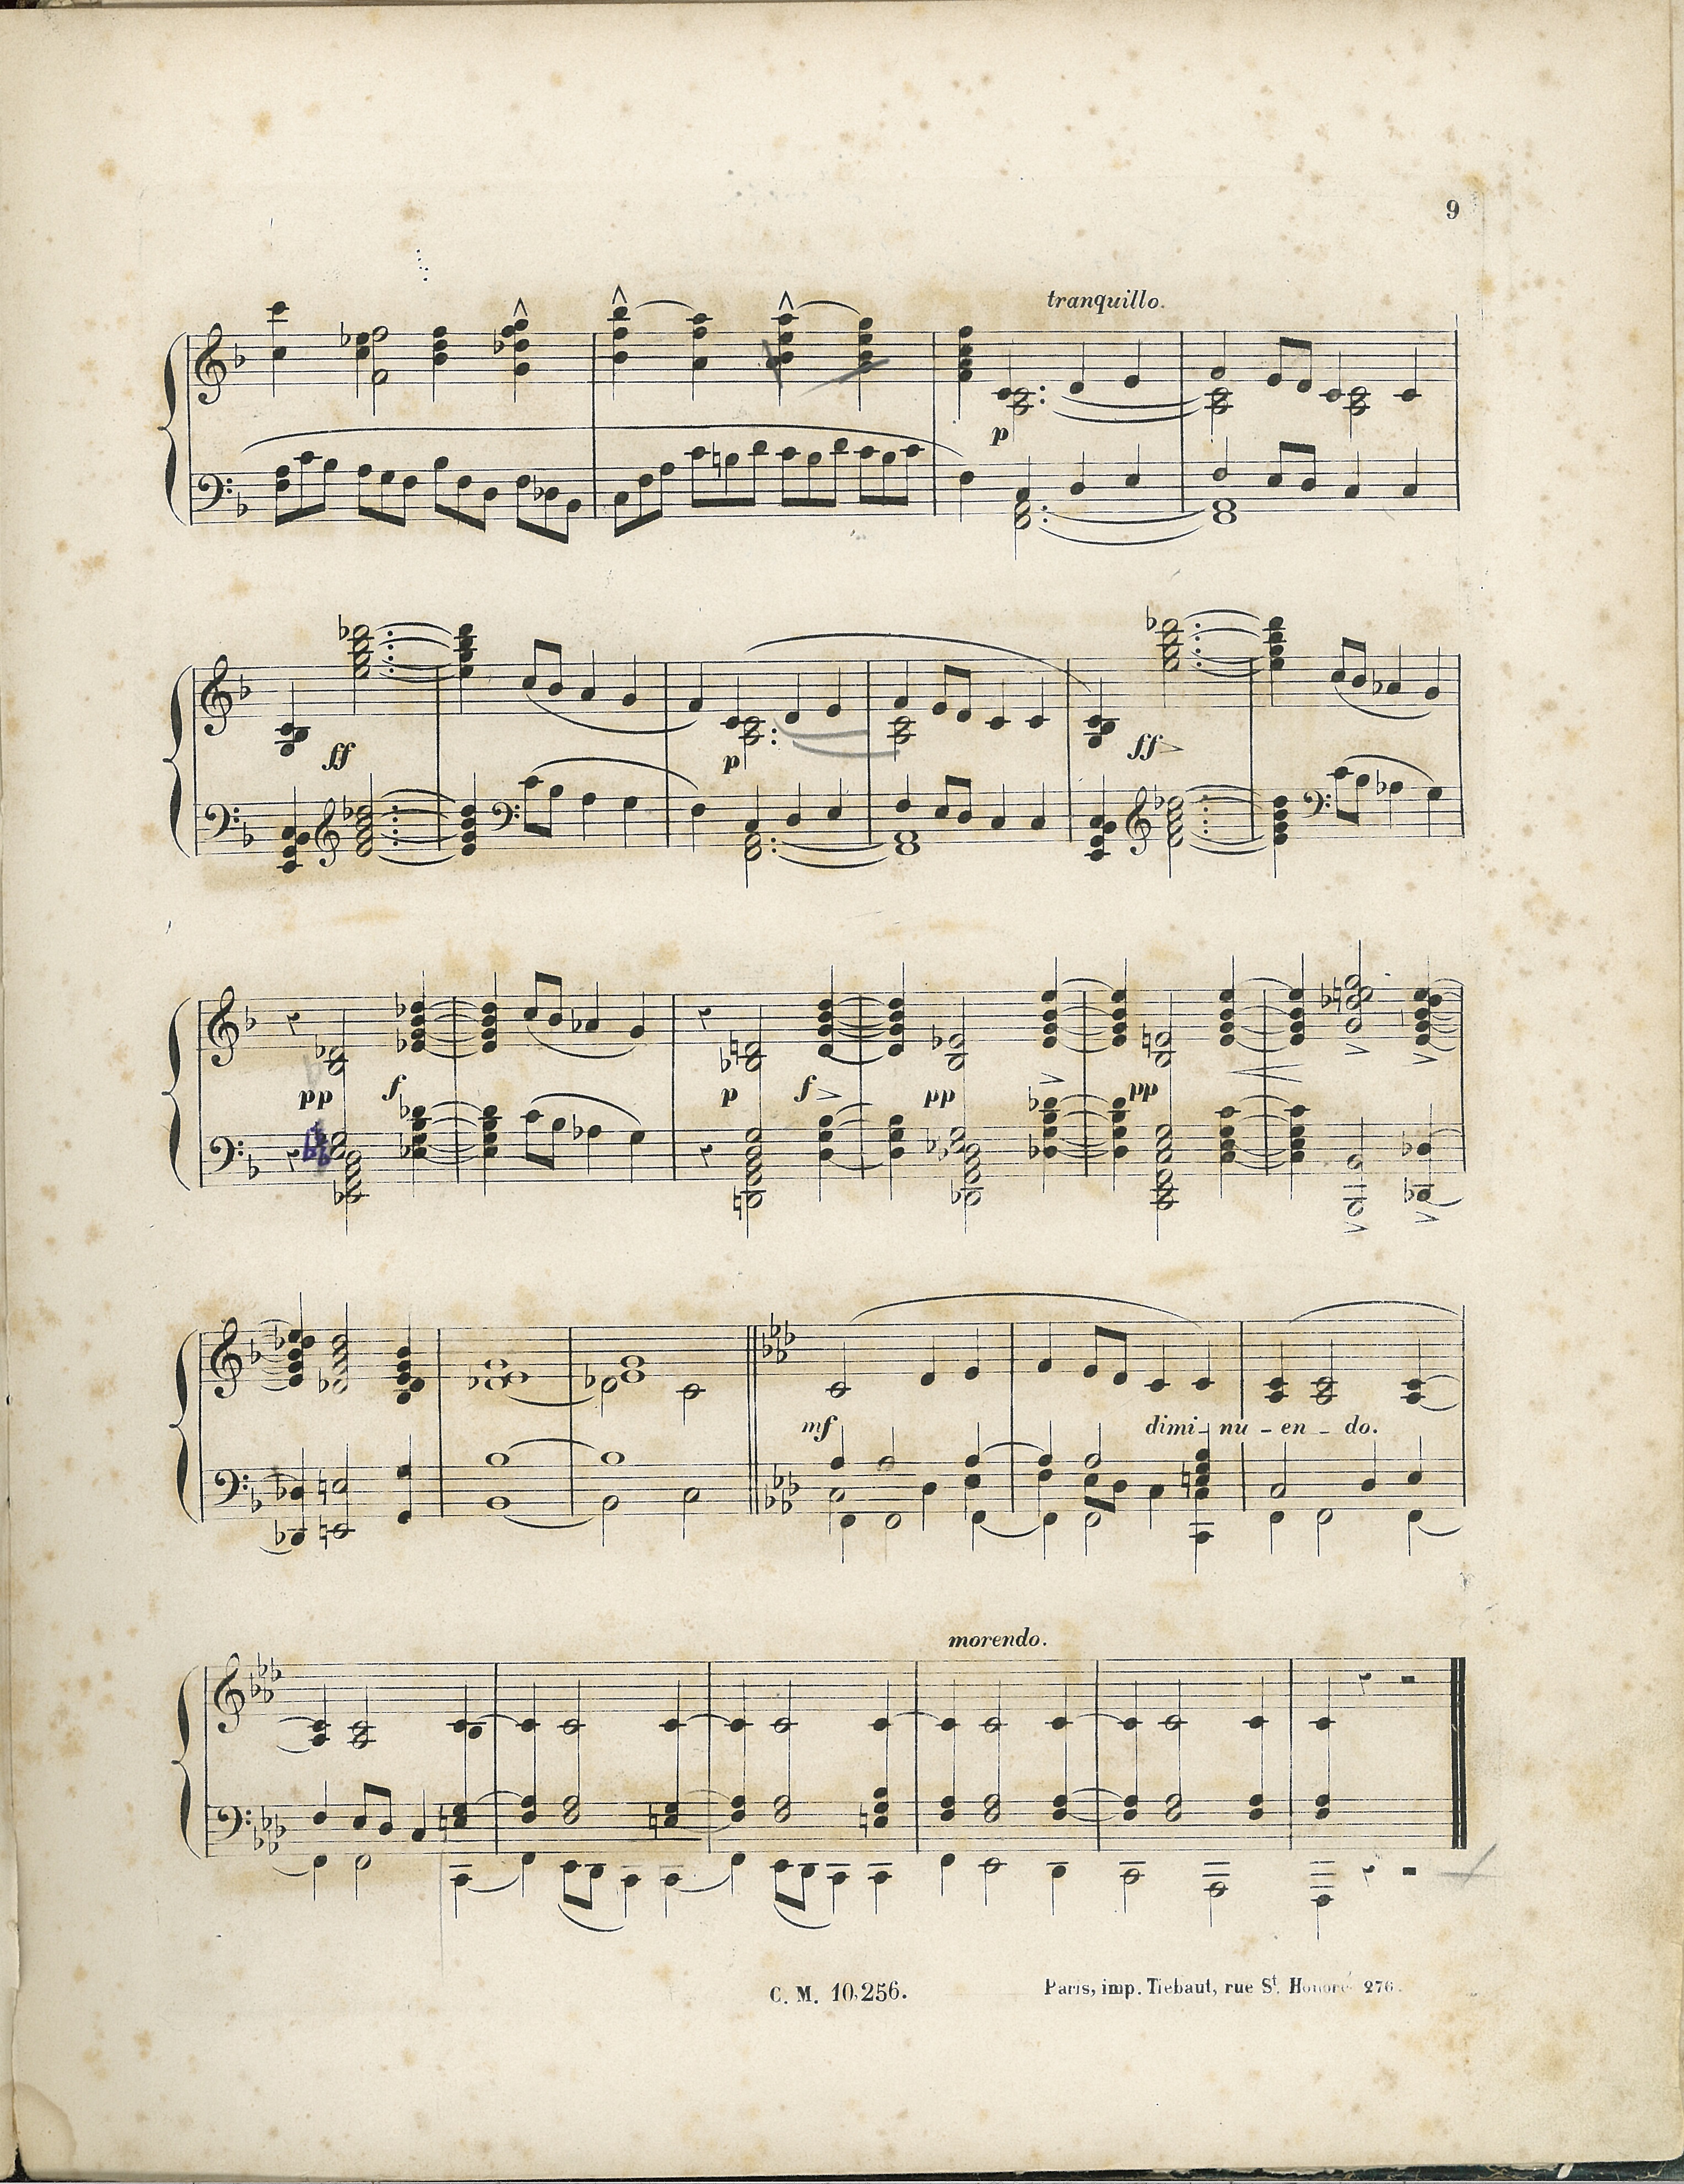 9
tranquillo.
p
ff
p
ff
pp
f
p
f
pp
pp
mf
dimi - nu - en - do.
morendo.
C. M. 10,256.
Paris, imp. Tiebaut, rue St. Honoré 276.